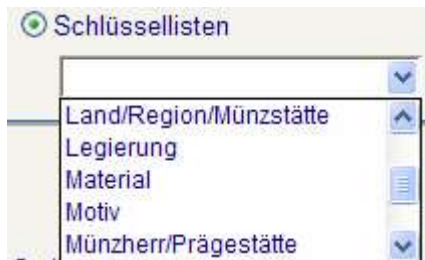 Schlüssellisten
Land/Region/Münzstätte
Legierung
Material
Motiv
Münzherr/Prägestätte